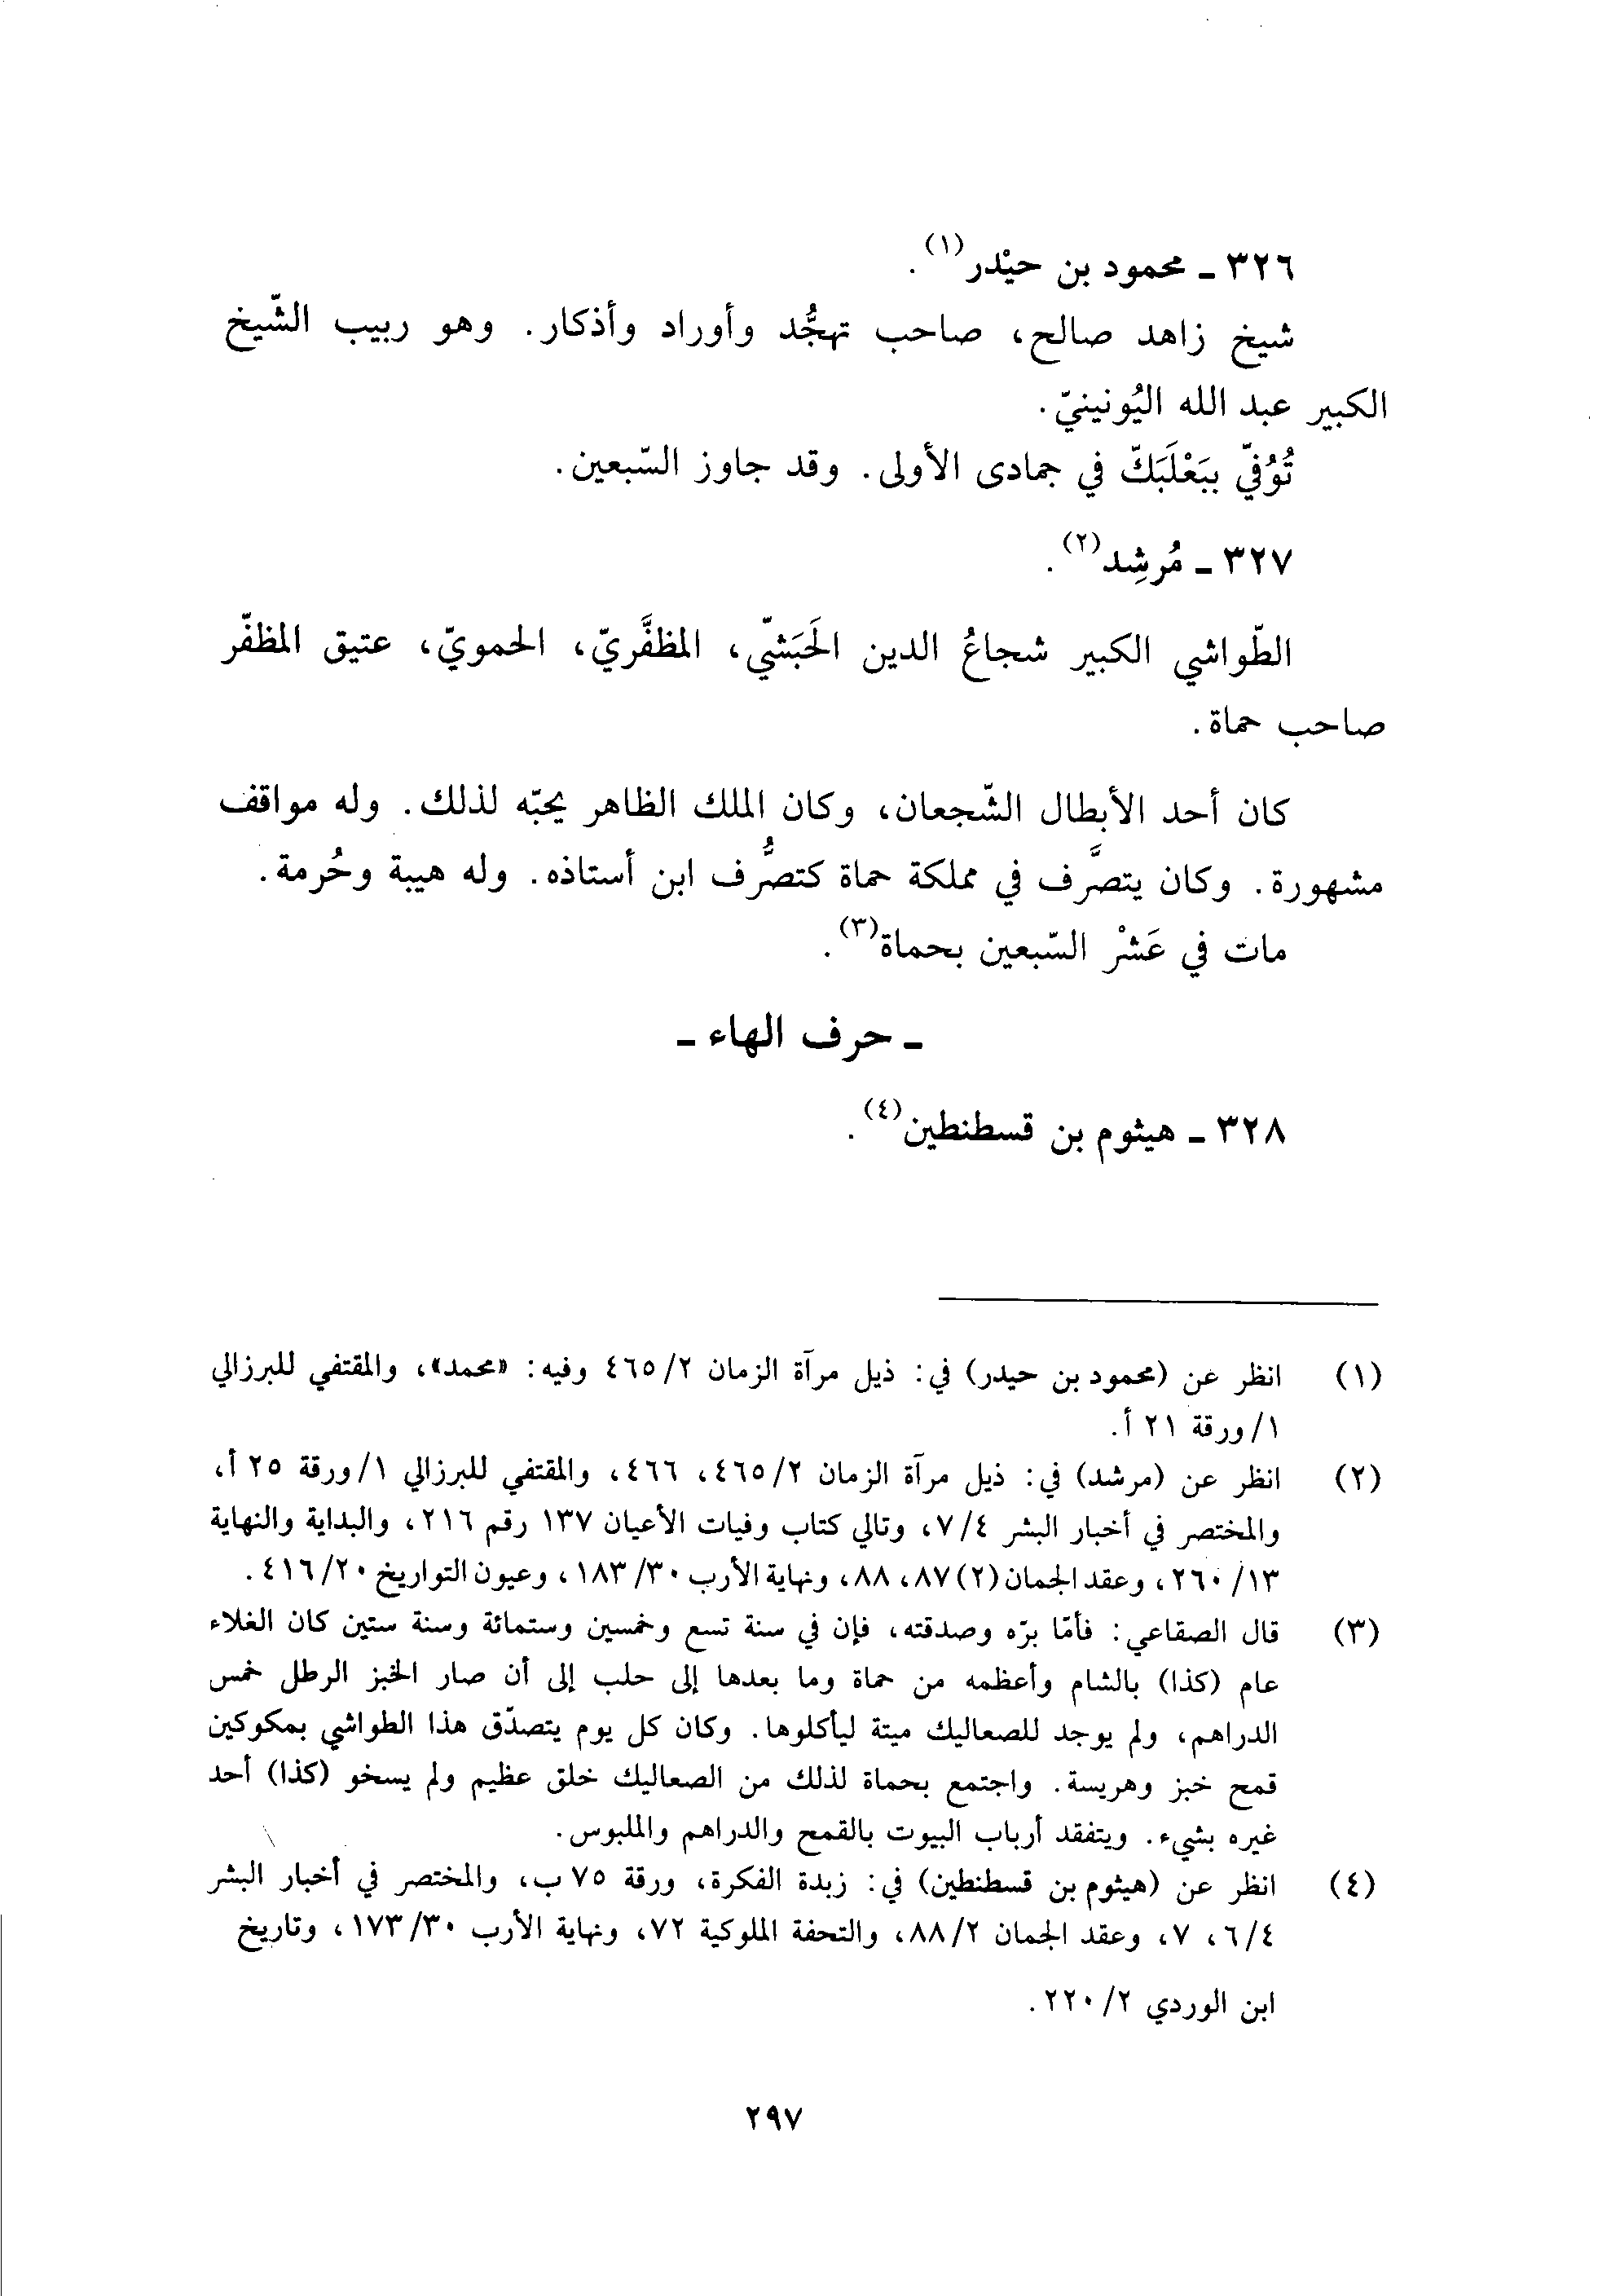 ٣٢٦ ـ محمود بن حيْدر(١).
شيخ زاهد صالح، صاحب تهجُّد وأوراد وأذكار. وهو ربيب الشّيخ
الكبير عبد الله اليُونينيّ.
تُوُفّي ببَعْلَبَكّ في جمادى الأولى. وقد جاوز السّبعين.
٣٢٧ ـ مُرشِد(٢).
الطّواشي الكبير شجاعُ الدين الحَبَشيّ، المظفَّريّ، الحمويّ، عتيق المظفّر
صاحب حماة.
كان أحد الأبطال الشّجعان، وكان الملك الظاهر يحبّه لذلك. وله مواقف
مشهورة. وكان يتصرَّف في مملكة حماة كتصرُّف ابن أستاذه. وله هيبة وحُرمة.
مات في عَشْر السّبعين بحماة(٣).
ـ حرف الهاء ـ
٣٢٨ ـ هيثوم بن قسطنطين(٤).
(١) انظر عن (محمود بن حيدر) في: ذيل مرآة الزمان ٢/ ٤٦٥ وفيه: «محمد»، والمقتفي للبرزالي
١/ ورقة ٢١ أ.
(٢) انظر عن (مرشد) في: ذيل مرآة الزمان ٢/ ٤٦٥، ٤٦٦، والمقتفي للبرزالي ١/ ورقة ٢٥ أ،
والمختصر في أخبار البشر ٤/ ٧، وتالي كتاب وفيات الأعيان ١٣٧ رقم ٢١٦، والبداية والنهاية
١٣/ ٢٦٠، وعقد الجمان (٢) ٨٧، ٨٨، ونهاية الأرب ٣٠/ ١٨٣، وعيون التواريخ ٢٠/ ٤١٦.
(٣) قال الصقاعي: فأمّا برّه وصدقته، فإن في سنة تسع وخمسين وستمائة وسنة ستين كان الغلاء
عام (كذا) بالشام وأعظمه من حماة وما بعدها إلى حلب إلى أن صار الخبز الرطل خمس
الدراهم، ولم يوجد للصعاليك ميتة ليأكلوها. وكان كل يوم يتصدّق هذا الطواشي بمكوكين
قمح خبز وهريسة. واجتمع بحماة لذلك من الصعاليك خلق عظيم ولم يسخو (كذا) أحد
غيره بشيء. ويتفقد أرباب البيوت بالقمح والدراهم والملبوس.
(٤) انظر عن (هيثوم بن قسطنطين) في: زبدة الفكرة، ورقة ٧٥ ب، والمختصر في أخبار البشر
٤/ ٦، ٧، وعقد الجمان ٢/ ٨٨، والتحفة الملوكية ٧٢، ونهاية الأرب ٣٠/ ١٧٣، وتاريخ
ابن الوردي ٢/ ٢٢٠.
٢٩٧